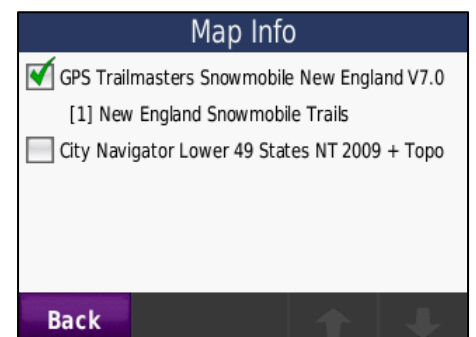 Map Info
GPS Trailmasters Snowmobile New England V7.0
[1] New England Snowmobile Trails
City Navigator Lower 49 States NT 2009 + Topo
Back